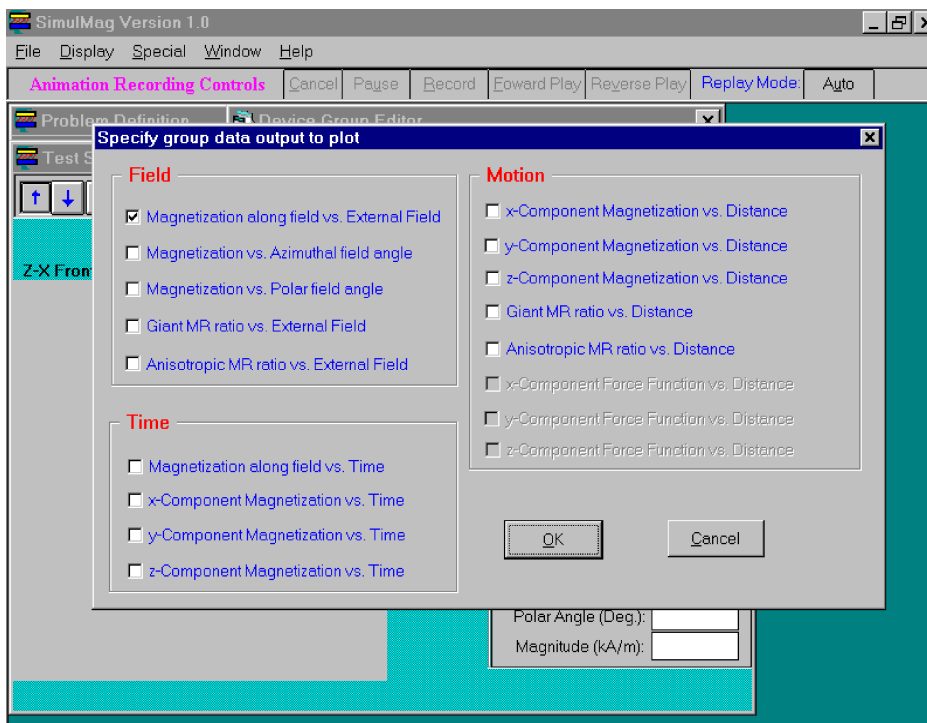 SimulMag Version 1.0
File Display Special Window Help
Animation Recording Controls Cancel Pause Record Foward Play Reverse Play Replay Mode: Auto
Problem Definition Device Group Editor
Specify group data output to plot
Test S
Field
Magnetization along field vs. External Field
Magnetization vs. Azimuthal field angle
Magnetization vs. Polar field angle
Giant MR ratio vs. External Field
Anisotropic MR ratio vs. External Field
Z-X Fron
Time
Magnetization along field vs. Time
x-Component Magnetization vs. Time
y-Component Magnetization vs. Time
z-Component Magnetization vs. Time
Motion
x-Component Magnetization vs. Distance
y-Component Magnetization vs. Distance
z-Component Magnetization vs. Distance
Giant MR ratio vs. Distance
Anisotropic MR ratio vs. Distance
x-Component Force Function vs. Distance
y-Component Force Function vs. Distance
z-Component Force Function vs. Distance
OK Cancel
Polar Angle (Deg.):
Magnitude (kA/m):